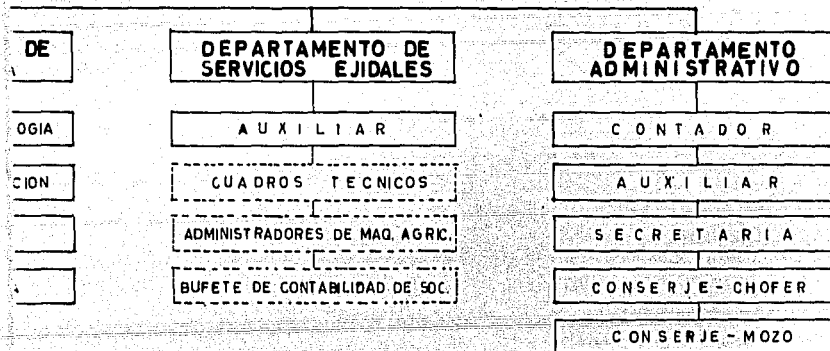 DE
OGIA
CION
DEPARTAMENTO DE
SERVICIOS EJIDALES
AUXILIAR
CUADROS TECNICOS
ADMINISTRADORES DE MAQ. AGRIC.
BUFETE DE CONTABILIDAD DE SOC.
DEPARTAMENTO
ADMINISTRATIVO
CONTADOR
AUXILIAR
SECRETARIA
CONSERJE-CHOFER
CONSERJE-MOZO